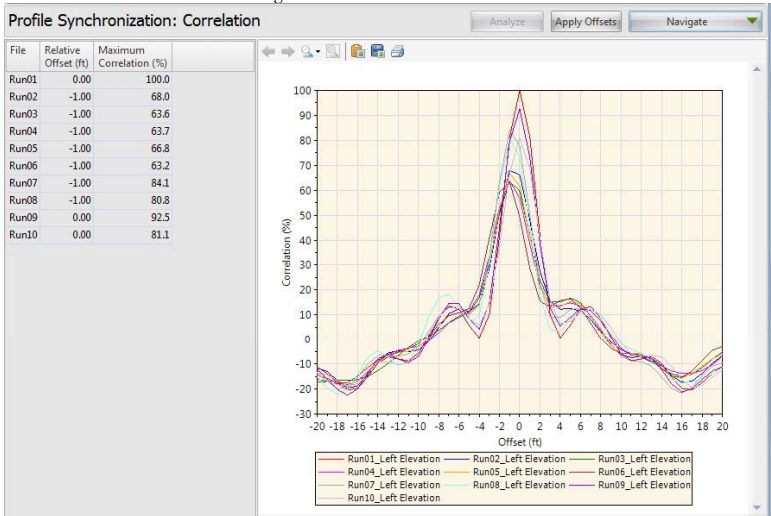 Profile Synchronization: Correlation
Analyze
Apply Offsets
Navigate
File Relative Offset (ft) Maximum Correlation (%)
Run01 0.00 100.0
Run02 -1.00 68.0
Run03 -1.00 63.6
Run04 -1.00 63.7
Run05 -1.00 66.8
Run06 -1.00 63.2
Run07 -1.00 84.1
Run08 -1.00 80.8
Run09 0.00 92.5
Run10 0.00 81.1
Correlation (%)
100
90
80
70
60
50
40
30
20
10
0
-10
-20
-30
-20 -18 -16 -14 -12 -10 -8 -6 -4 -2 0 2 4 6 8 10 12 14 16 18 20
Offset (ft)
Run01_Left Elevation Run02_Left Elevation Run03_Left Elevation
Run04_Left Elevation Run05_Left Elevation Run06_Left Elevation
Run07_Left Elevation Run08_Left Elevation Run09_Left Elevation
Run10_Left Elevation